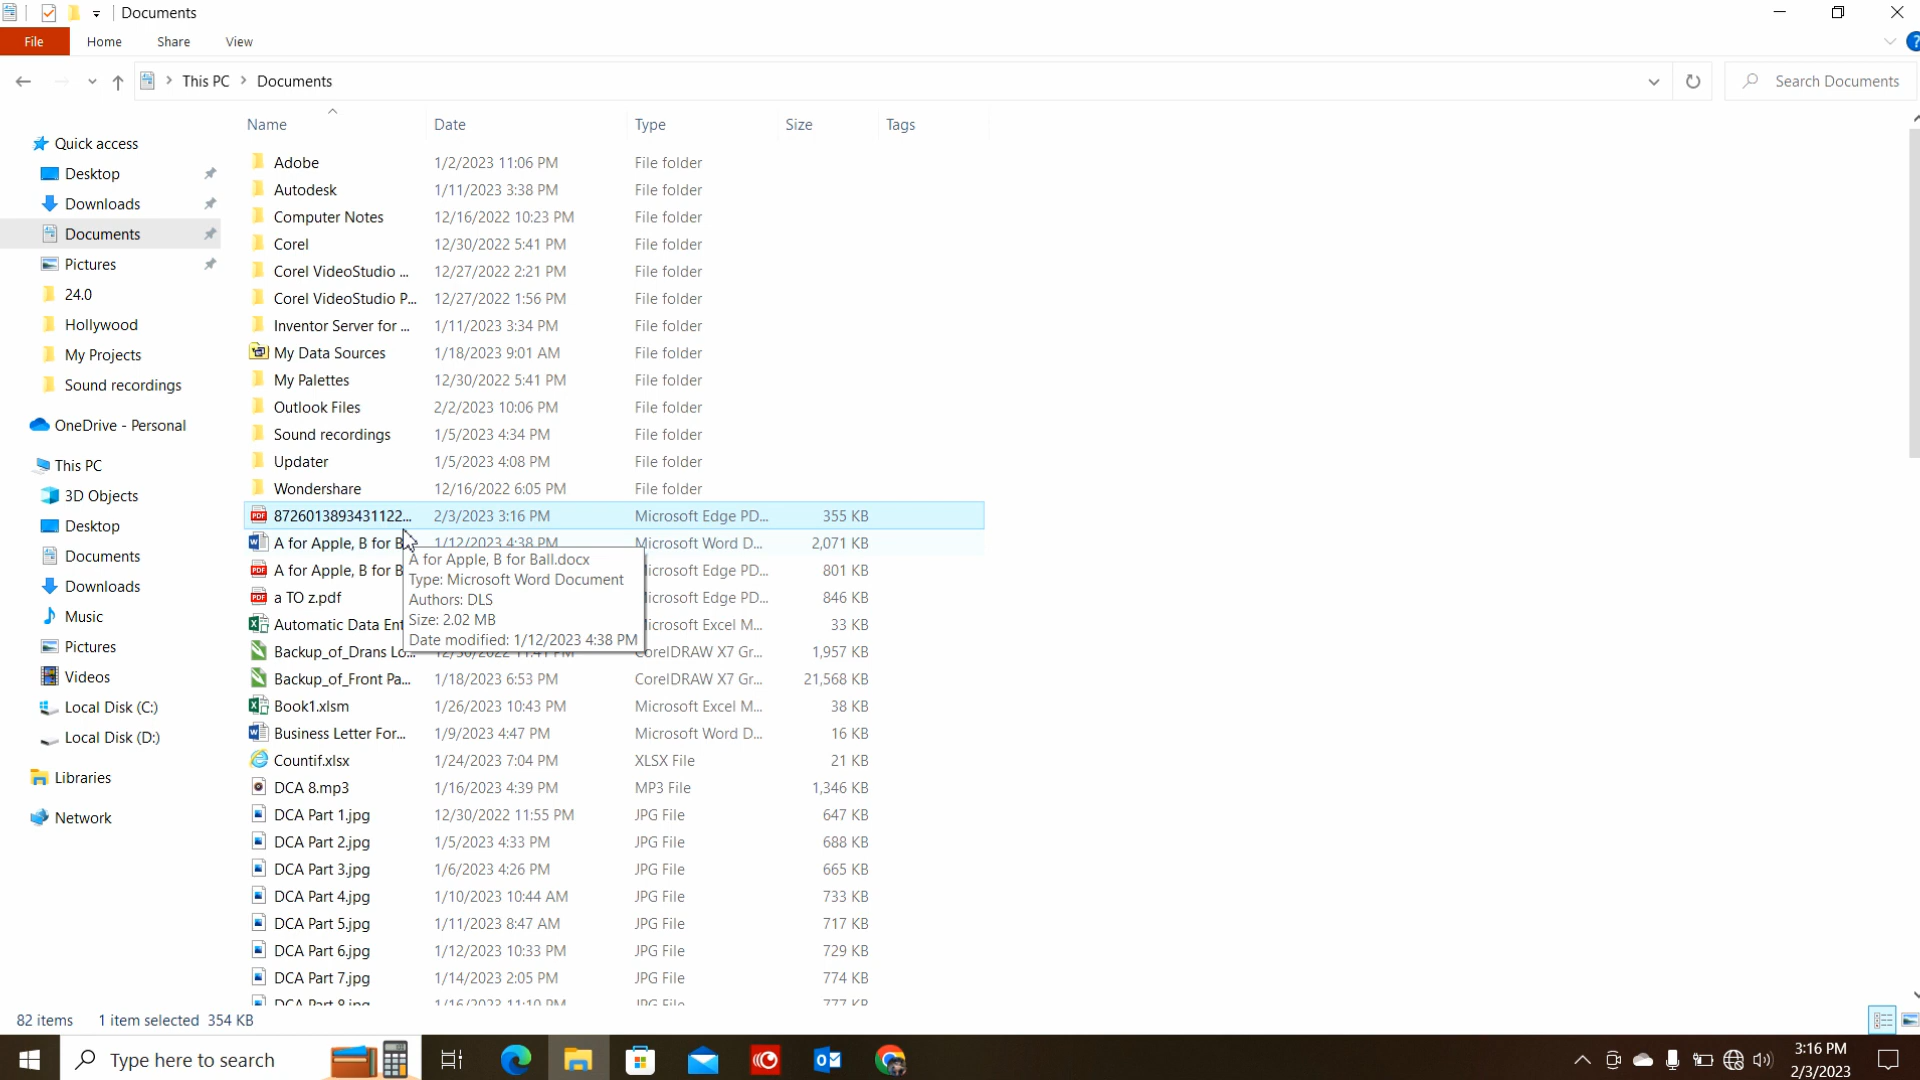 Documents
File Home Share View
This PC Documents Search Documents
Name Date Type Size Tags
Quick access
Desktop
Downloads
Documents
Pictures
24.0
Hollywood
My Projects
Sound recordings
OneDrive - Personal
This PC
3D Objects
Desktop
Documents
Downloads
Music
Pictures
Videos
Local Disk (C:)
Local Disk (D:)
Libraries
Network
Adobe 1/2/2023 11:06 PM File folder
Autodesk 1/11/2023 3:38 PM File folder
Computer Notes 12/16/2022 10:23 PM File folder
Corel 12/30/2022 5:41 PM File folder
Corel VideoStudio ... 12/27/2022 2:21 PM File folder
Corel VideoStudio P... 12/27/2022 1:56 PM File folder
Inventor Server for ... 1/11/2023 3:34 PM File folder
My Data Sources 1/18/2023 9:01 AM File folder
My Palettes 12/30/2022 5:41 PM File folder
Outlook Files 2/2/2023 10:06 PM File folder
Sound recordings 1/5/2023 4:34 PM File folder
Updater 1/5/2023 4:08 PM File folder
Wondershare 12/16/2022 6:05 PM File folder
8726013893431122... 2/3/2023 3:16 PM Microsoft Edge PD... 355 KB
A for Apple, B for B 1/12/2023 4:38 PM Microsoft Word D... 2,071 KB
A for Apple, B for B icrosoft Edge PD... 801 KB
a TO z.pdf icrosoft Edge PD... 846 KB
Automatic Data Ent icrosoft Excel M... 33 KB
Backup_of_Drans Lo... 12/30/2022 11:41 PM CorelDRAW X7 Gr... 1,957 KB
Backup_of_Front Pa... 1/18/2023 6:53 PM CorelDRAW X7 Gr... 21,568 KB
Book1.xlsm 1/26/2023 10:43 PM Microsoft Excel M... 38 KB
Business Letter For... 1/9/2023 4:47 PM Microsoft Word D... 16 KB
Countif.xlsx 1/24/2023 7:04 PM XLSX File 21 KB
DCA 8.mp3 1/16/2023 4:39 PM MP3 File 1,346 KB
DCA Part 1.jpg 12/30/2022 11:55 PM JPG File 647 KB
DCA Part 2.jpg 1/5/2023 4:33 PM JPG File 688 KB
DCA Part 3.jpg 1/6/2023 4:26 PM JPG File 665 KB
DCA Part 4.jpg 1/10/2023 10:44 AM JPG File 733 KB
DCA Part 5.jpg 1/11/2023 8:47 AM JPG File 717 KB
DCA Part 6.jpg 1/12/2023 10:33 PM JPG File 729 KB
DCA Part 7.jpg 1/14/2023 2:05 PM JPG File 774 KB
DCA Part 8.jpg 1/16/2023 11:10 PM JPG File 777 KB
A for Apple, B for Ball.docx
Type: Microsoft Word Document
Authors: DLS
Size: 2.02 MB
Date modified: 1/12/2023 4:38 PM
82 items 1 item selected 354 KB
Type here to search
3:16 PM
2/3/2023